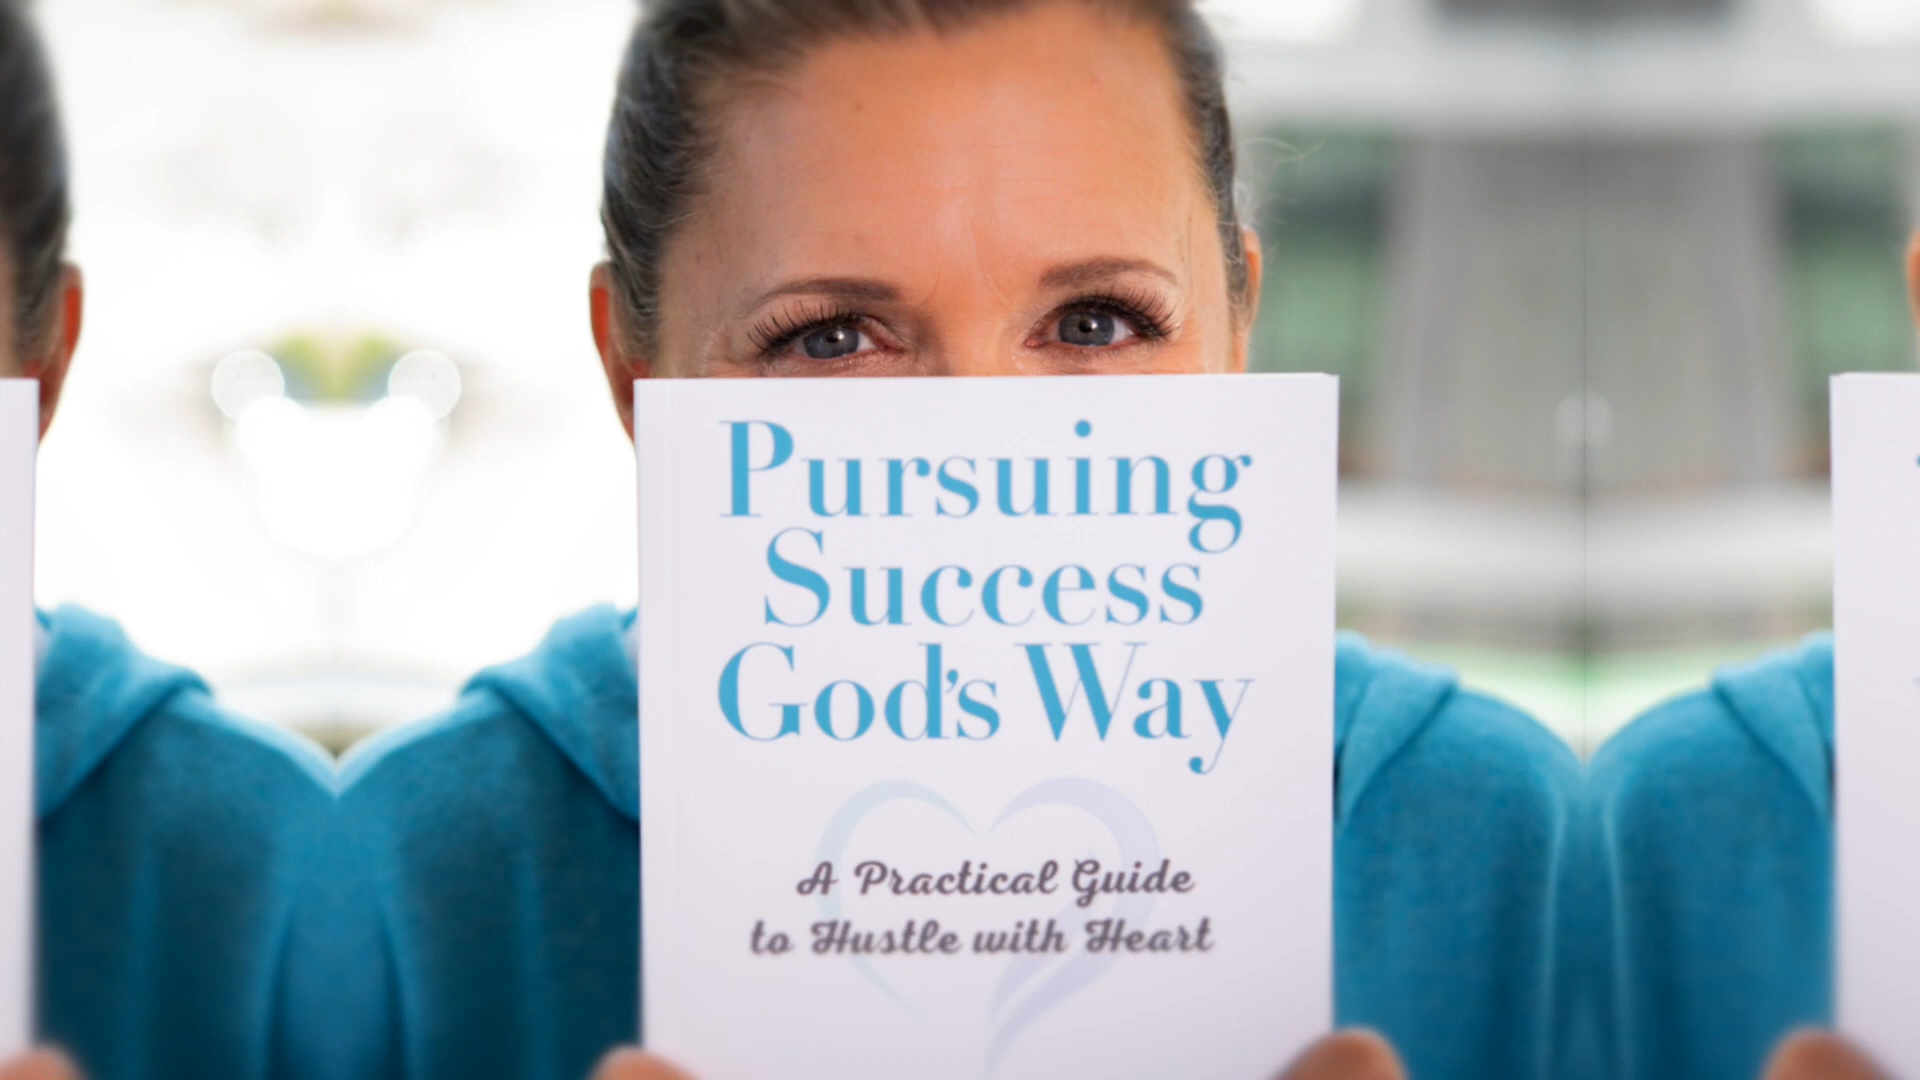 Pursuing
Success
God's Way
A Practical Guide
to Hustle with Heart